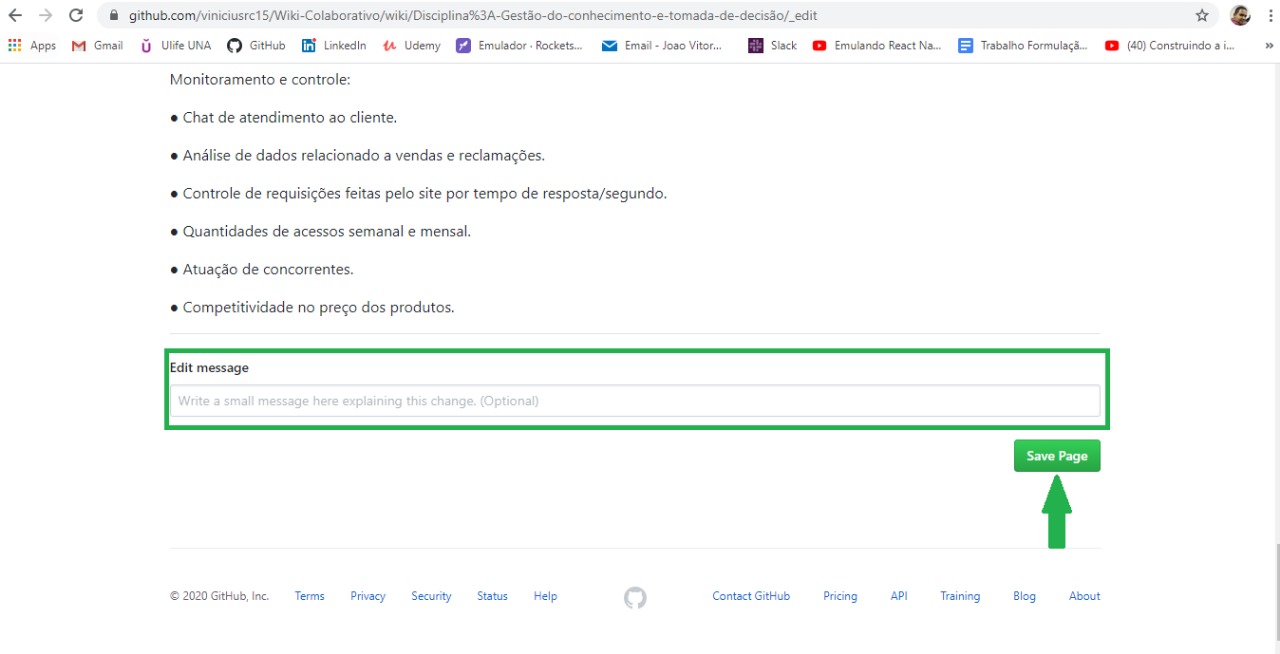 github.com/viniciusrc15/Wiki-Colaborativo/wiki/Disciplina%3A-Gestão-do-conhecimento-e-tomada-de-decisão/_edit
Apps Gmail Ulife UNA GitHub LinkedIn Udemy Emulador · Rockets... Email - Joao Vitor... Slack Emulando React Na... Trabalho Formulaçã... (40) Construindo a i... »
Monitoramento e controle:
● Chat de atendimento ao cliente.
● Análise de dados relacionado a vendas e reclamações.
● Controle de requisições feitas pelo site por tempo de resposta/segundo.
● Quantidades de acessos semanal e mensal.
● Atuação de concorrentes.
● Competitividade no preço dos produtos.
Edit message
Write a small message here explaining this change. (Optional)
Save Page
© 2020 GitHub, Inc. Terms Privacy Security Status Help Contact GitHub Pricing API Training Blog About